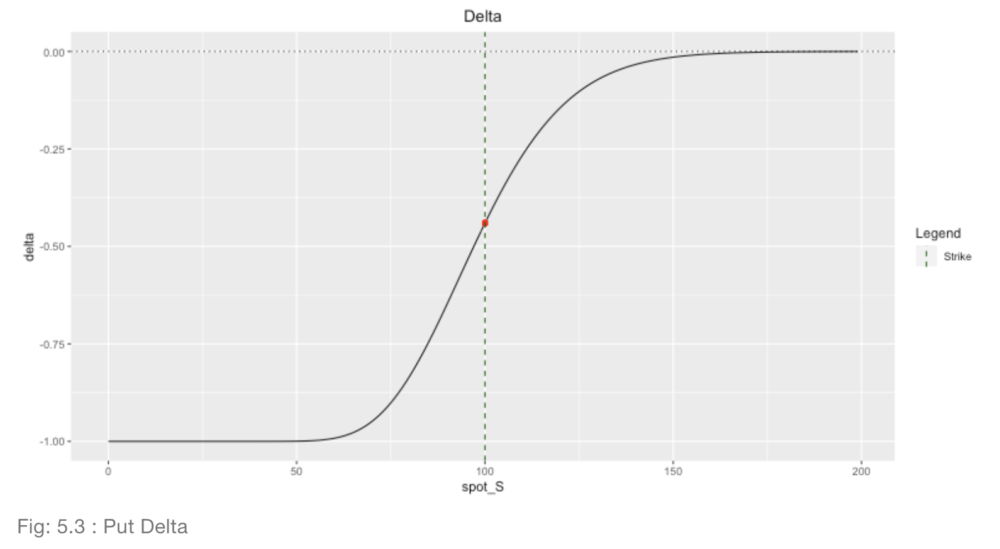 Delta
0.00
-0.25
-0.50
-0.75
-1.00
delta
0
50
100
150
200
spot_S
Legend
Strike
Fig: 5.3 : Put Delta